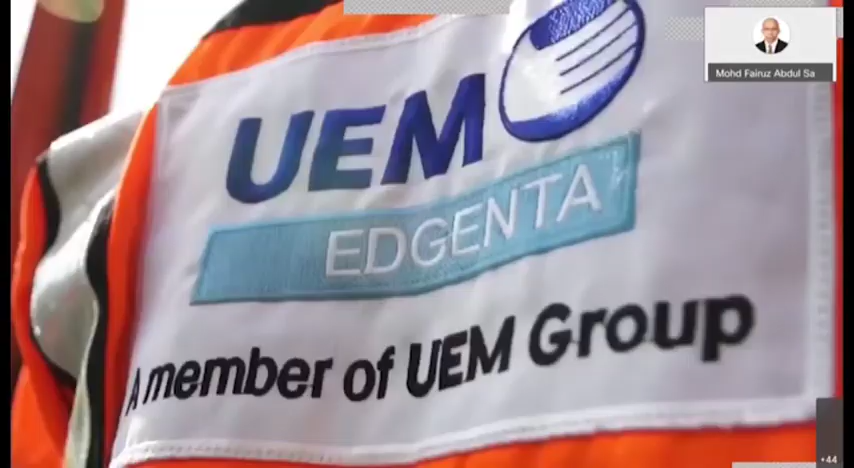 Mohd Fairuz Abdul Sa
UEM
EDGENTA
A member of UEM Group
+44